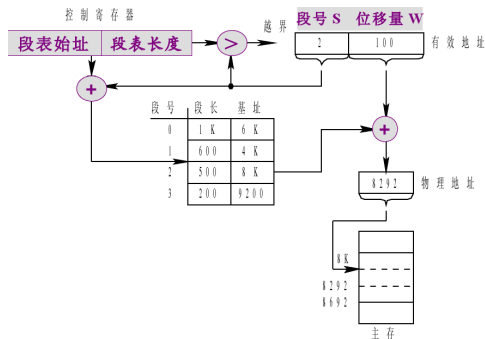 控制寄存器
段表始址 段表长度 > 越界
段号 S 位移量 W
2 100 有效地址
+
段号 段长 基址
0 1K 6K
1 600 4K
2 500 8K
3 200 9200
+
8292 物理地址
8K
8292
8692
主存